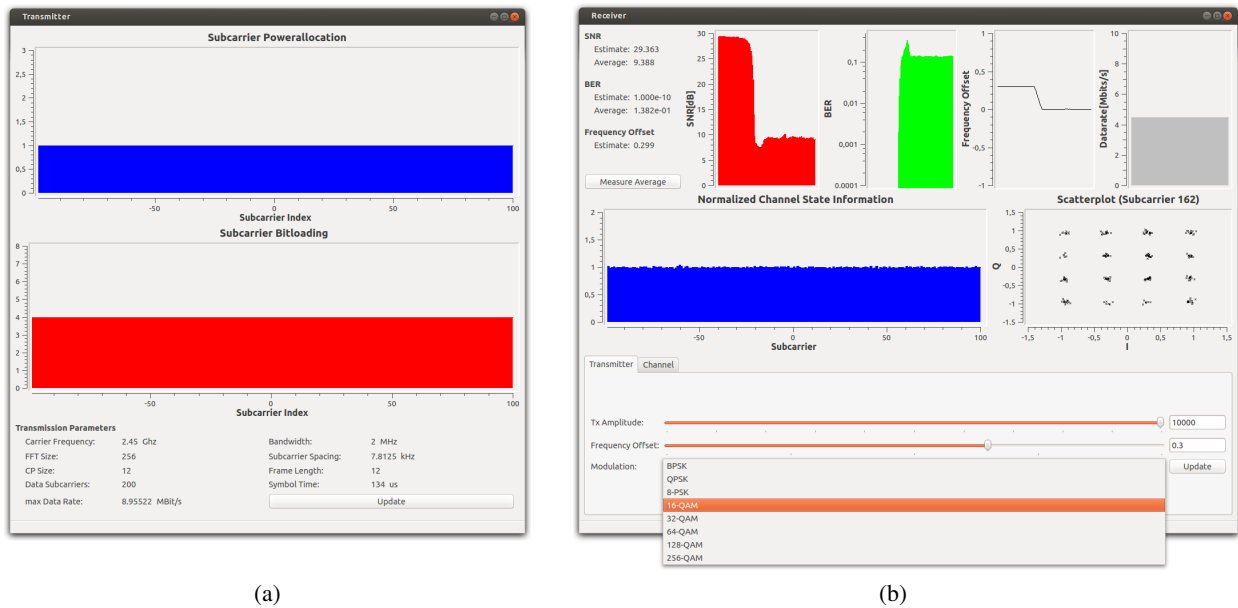 Transmitter
Subcarrier Powerallocation
3
2,5
2
1,5
1
0,5
0
-50
0
50
100
Subcarrier Index
Subcarrier Bitloading
8
7
6
5
4
3
2
1
0
-50
0
50
100
Subcarrier Index
Transmission Parameters
Carrier Frequency: 2.45 Ghz Bandwidth: 2 MHz
FFT Size: 256 Subcarrier Spacing: 7.8125 kHz
CP Size: 12 Frame Length: 12
Data Subcarriers: 200 Symbol Time: 134 us
max Data Rate: 8.95522 MBit/s Update
(a)
Receiver
SNR
Estimate: 29.363
Average: 9.388
BER
Estimate: 1.000e-10
Average: 1.382e-01
Frequency Offset
Estimate: 0.299
Measure Average
SNR[dB]
30
25
20
15
10
5
0
BER
0,1
0,01
0,001
0.0001
Frequency Offset
1
0,5
0
-0,5
-1
Datarate[Mbits/s]
10
8
6
4
2
0
Normalized Channel State Information
2
1,5
1
0,5
0
-50
0
50
100
Subcarrier
Scatterplot (Subcarrier 162)
Q
1,5
1
0,5
0
-0,5
-1
-1.5
-1,5
-1
-0,5
0
0,5
1
1,5
I
Transmitter Channel
Tx Amplitude: 10000
Frequency Offset: 0.3
Modulation: Update
BPSK
QPSK
8-PSK
16-QAM
32-QAM
64-QAM
128-QAM
256-QAM
(b)